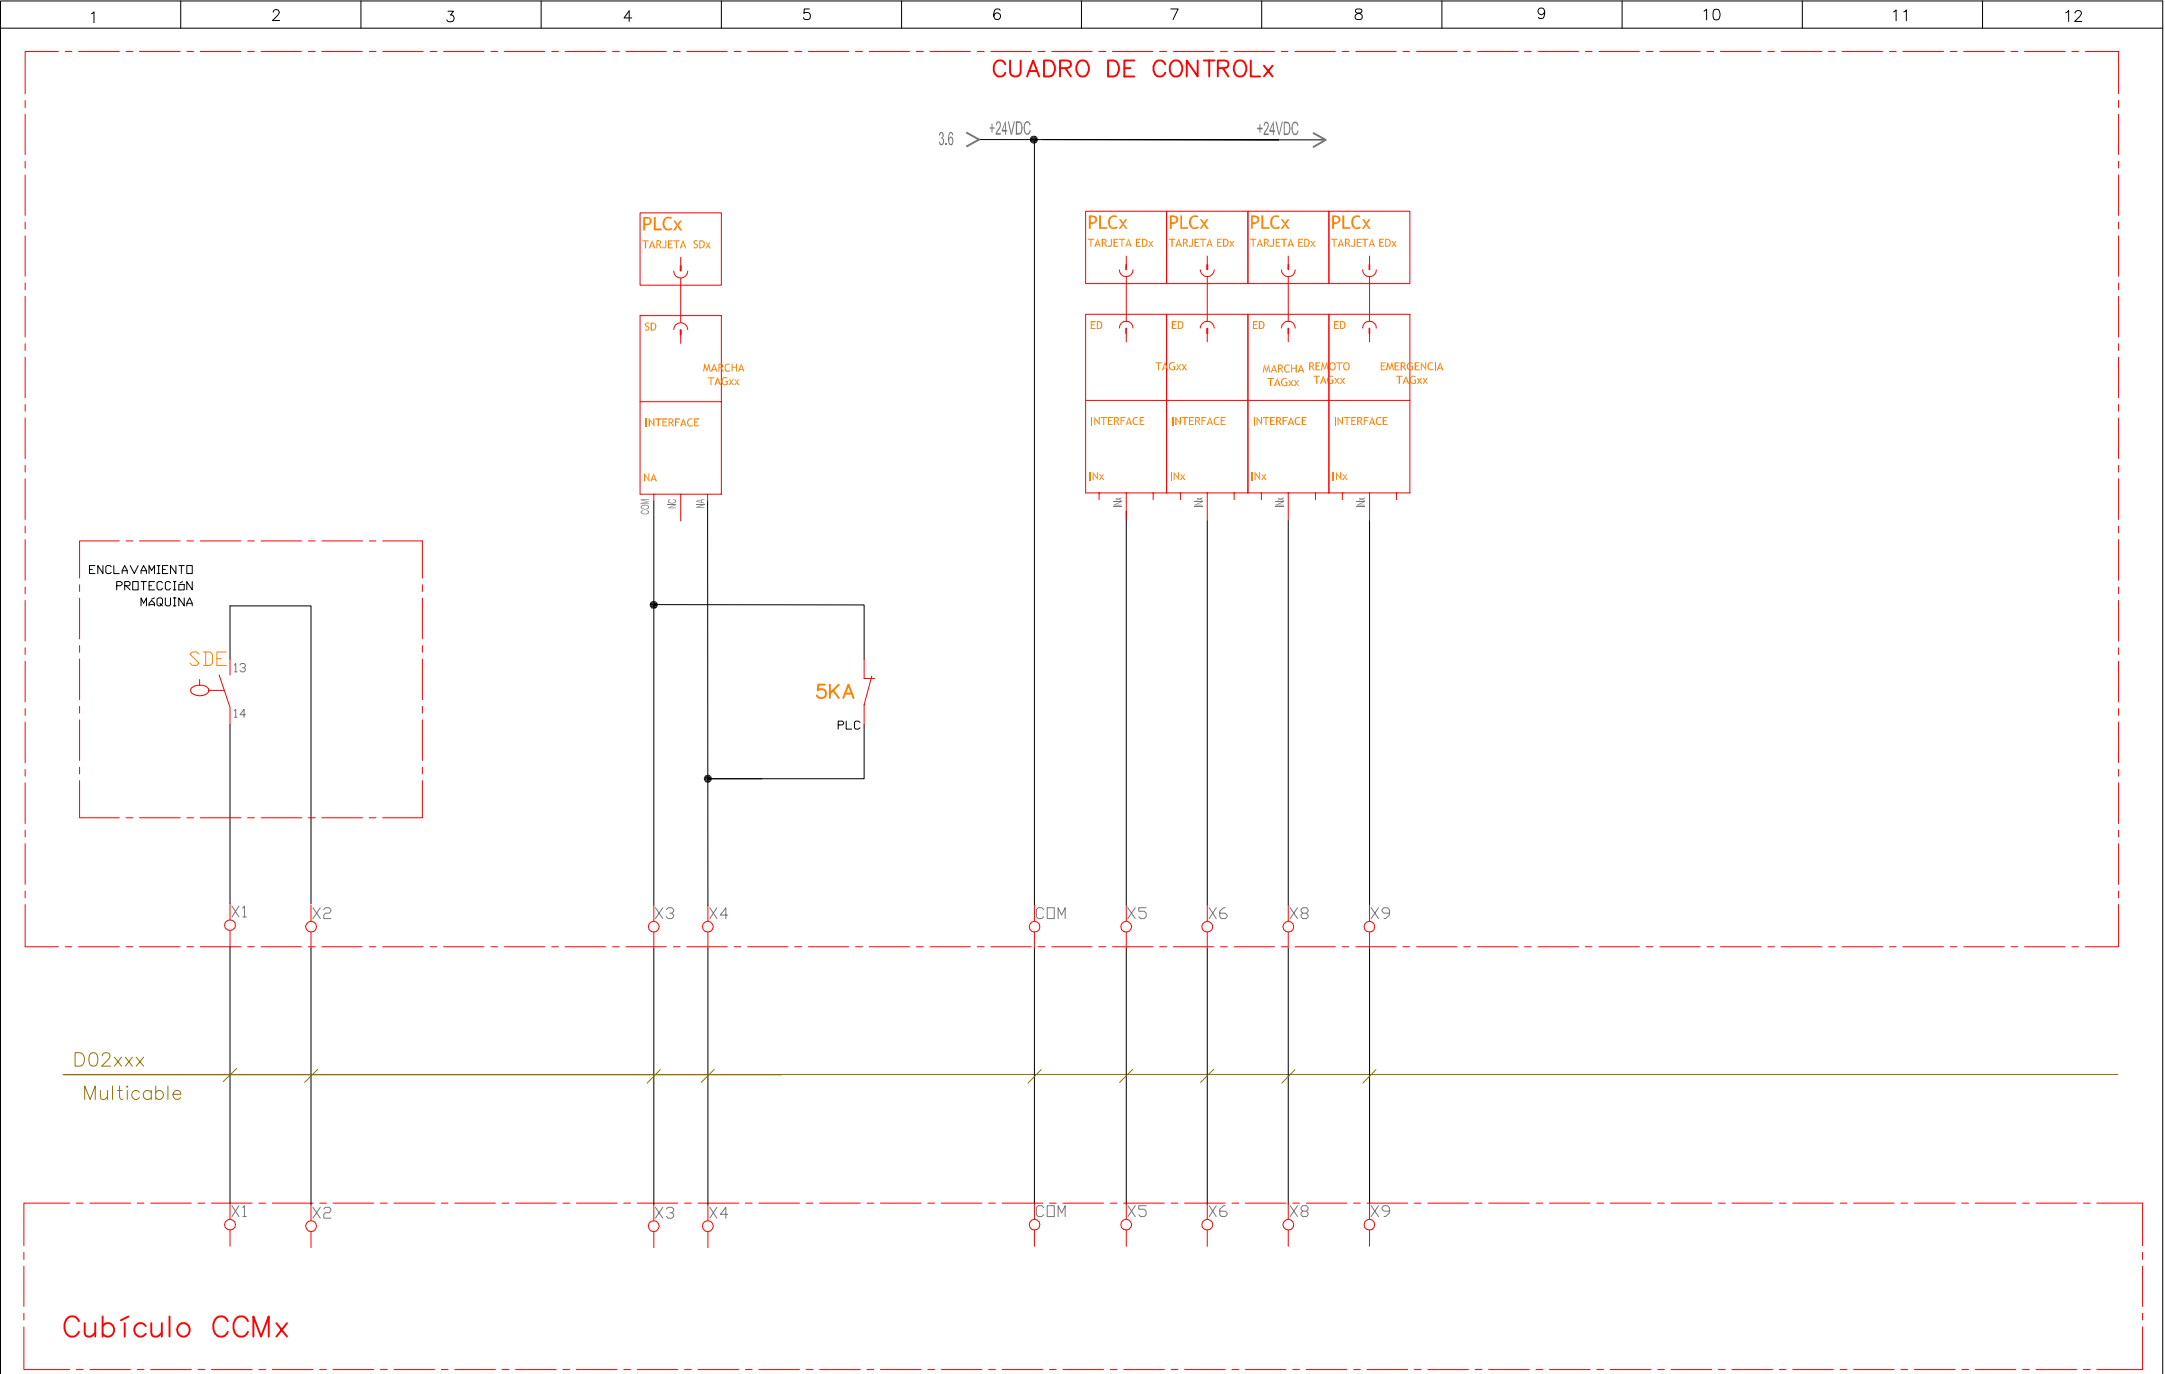 1 2 3 4 5 6 7 8 9 10 11 12
CUADRO DE CONTROLx
3.6 +24VDC +24VDC
PLCx PLCx PLCx PLCx PLCx
TARJETA SDx TARJETA EDx TARJETA EDx TARJETA EDx TARJETA EDx
SD ED ED ED ED
MARCHA
TAGxx
TAGxx
MARCHA
TAGxx
REMOTO
TAGxx
EMERGENCIA
TAGxx
INTERFACE INTERFACE INTERFACE INTERFACE INTERFACE
NA INx INx INx INx
COM NC NA INx INx INx INx
ENCLAVAMIENTO
PROTECCIóN
MáQUINA
SDE
13
14
5KA
PLC
X1 X2 X3 X4 COM X5 X6 X8 X9
D02xxx
Multicable
X1 X2 X3 X4 COM X5 X6 X8 X9
Cubículo CCMx